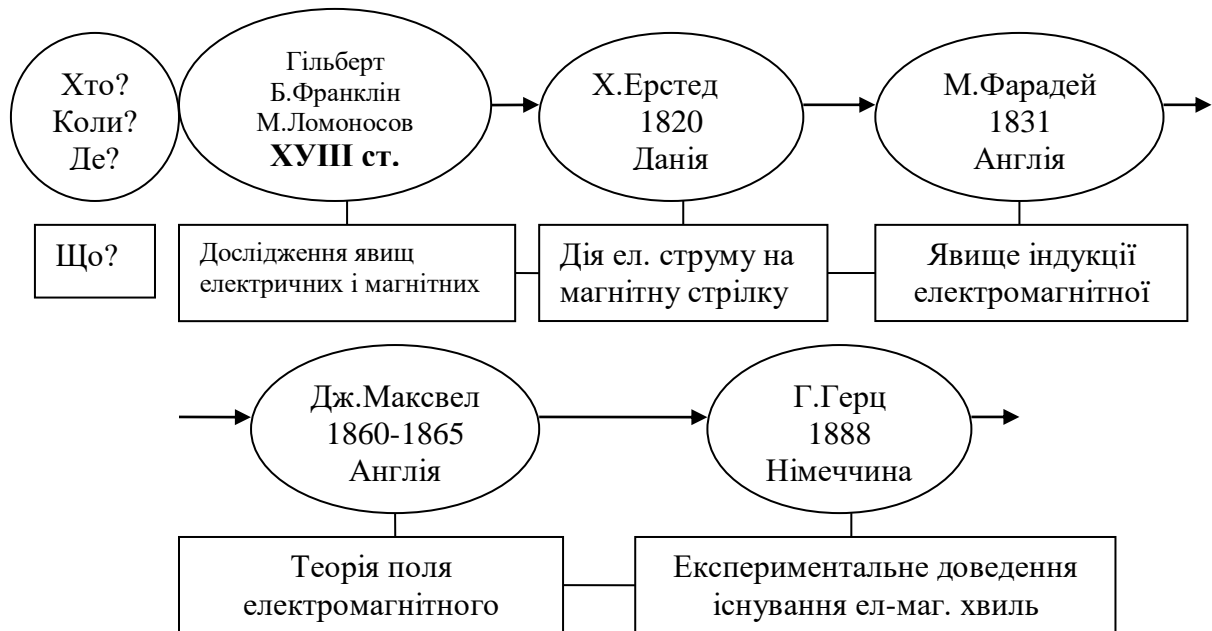 Хто?
Коли?
Де?
Гільберт
Б.Франклін
М.Ломоносов
ХУІІІ ст.
Х.Ерстед
1820
Данія
М.Фарадей
1831
Англія
Що?
Дослідження явищ
електричних і магнітних
Дія ел. струму на
магнітну стрілку
Явище індукції
електромагнітної
Дж.Максвел
1860-1865
Англія
Г.Герц
1888
Німеччина
Теорія поля
електромагнітного
Експериментальне доведення
існування ел-маг. хвиль